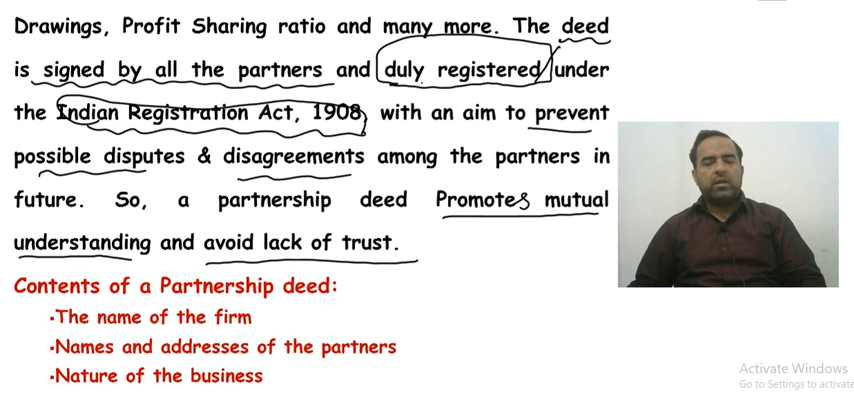 Drawings, Profit Sharing ratio and many more. The deed
is signed by all the partners and duly registered under
the Indian Registration Act, 1908, with an aim to prevent
possible disputes & disagreements among the partners in
future. So, a partnership deed Promotes mutual
understanding and avoid lack of trust.
Contents of a Partnership deed:
▪The name of the firm
▪Names and addresses of the partners
▪Nature of the business
Activate Windows
Go to Settings to activate